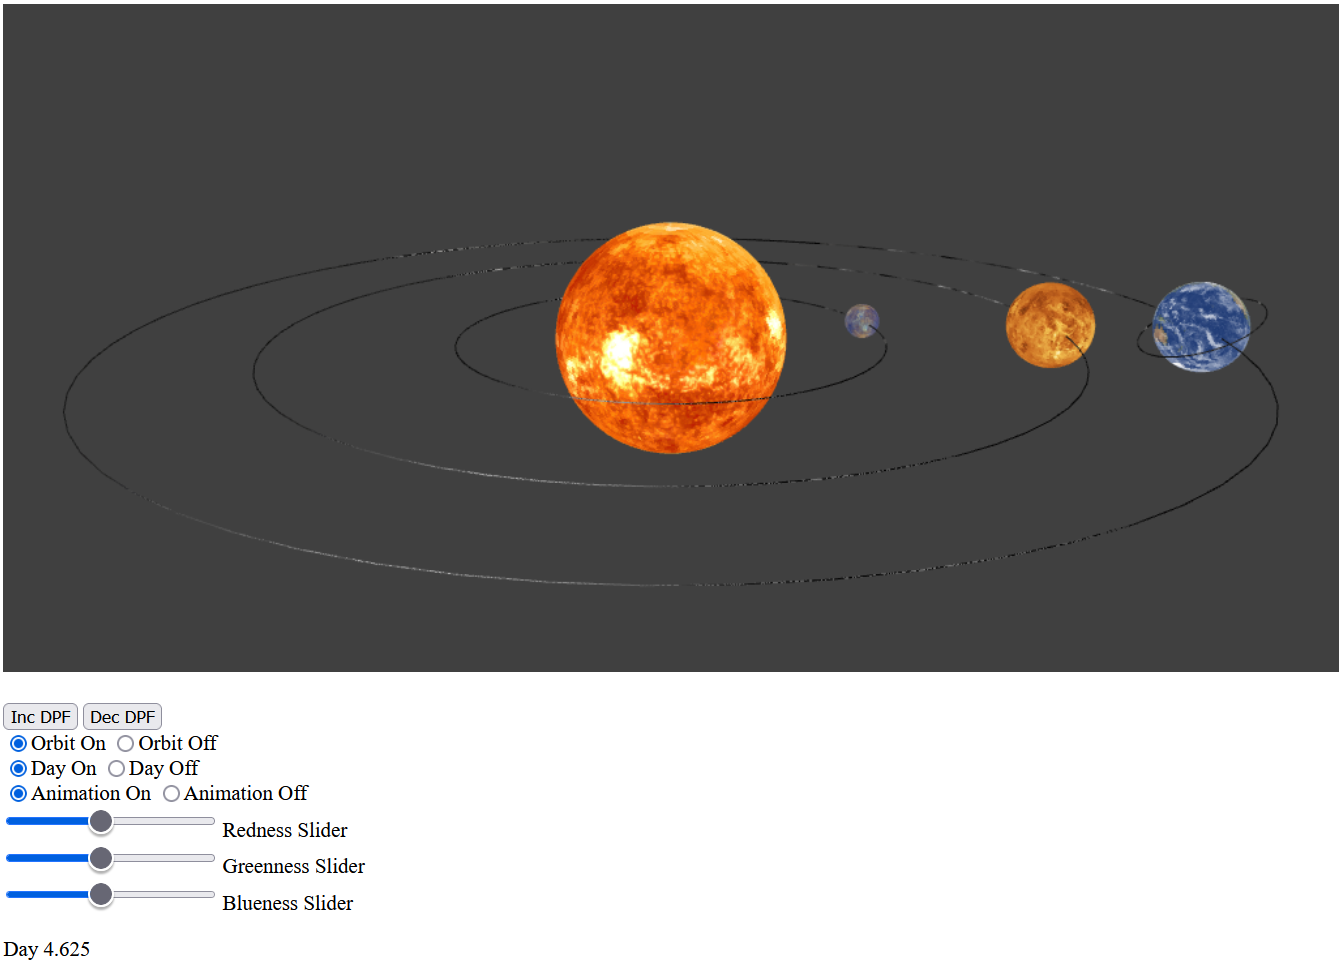 Inc DPF Dec DPF
Orbit On Orbit Off
Day On Day Off
Animation On Animation Off
Redness Slider
Greenness Slider
Blueness Slider
Day 4.625